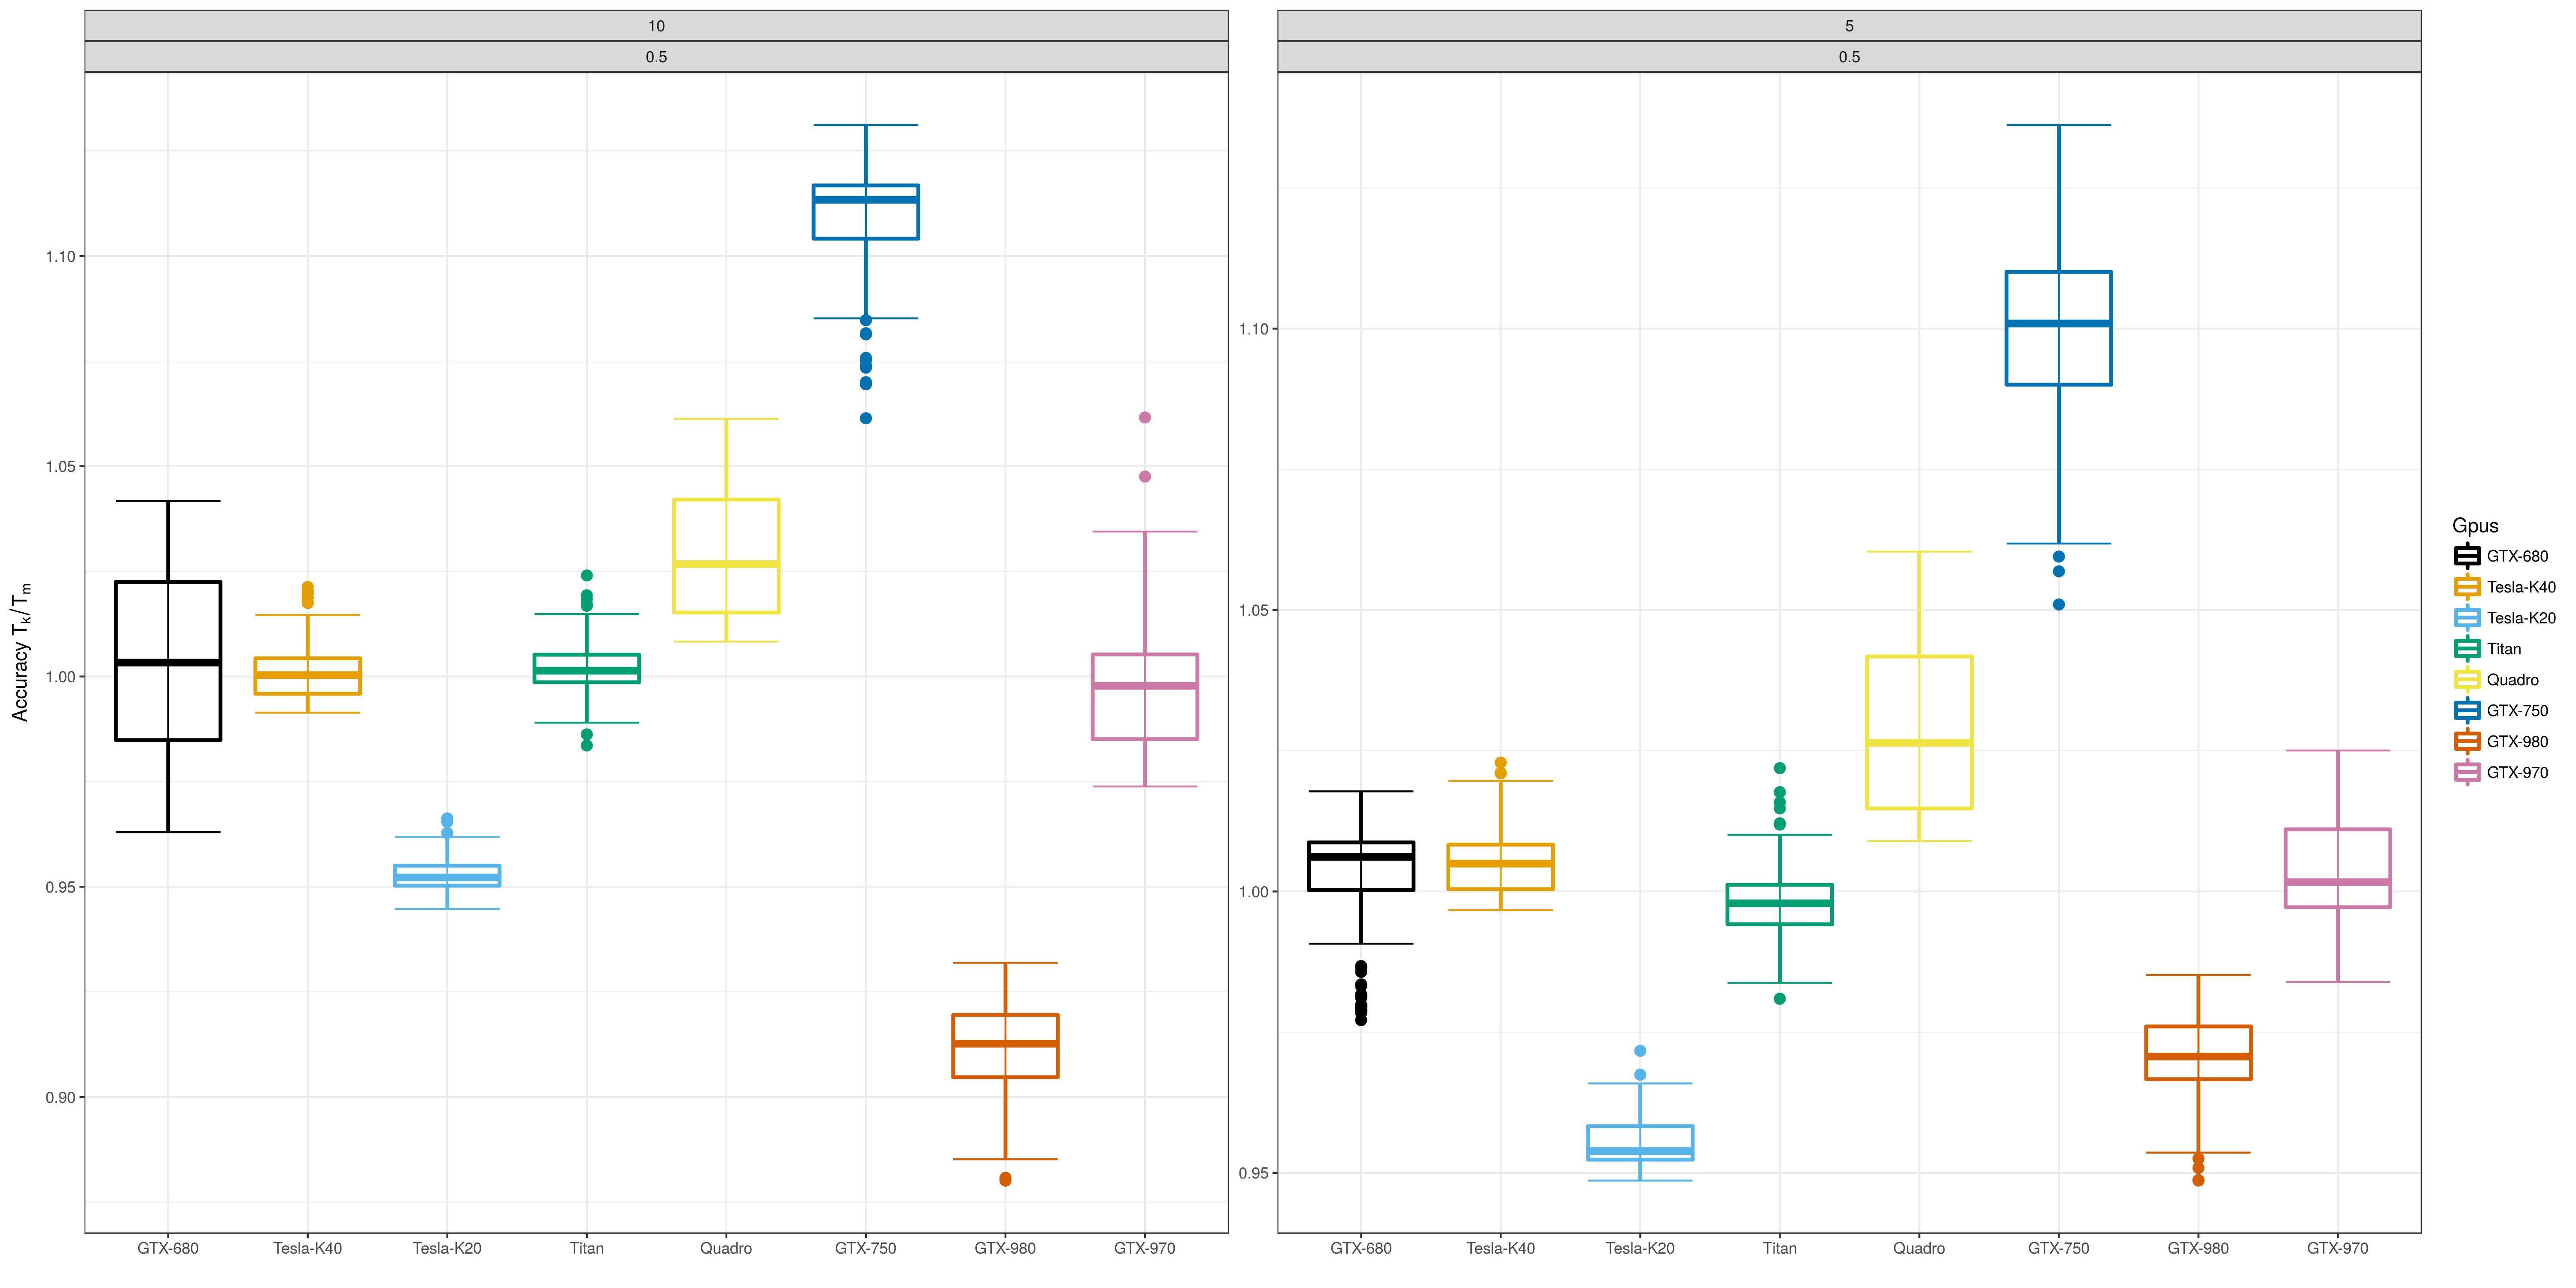 10
0.5
5
0.5
Accuracy Tk/Tm
1.10
1.05
1.00
0.95
0.90
1.10
1.05
1.00
0.95
GTX-680 Tesla-K40 Tesla-K20 Titan Quadro GTX-750 GTX-980 GTX-970
GTX-680 Tesla-K40 Tesla-K20 Titan Quadro GTX-750 GTX-980 GTX-970
Gpus
GTX-680
Tesla-K40
Tesla-K20
Titan
Quadro
GTX-750
GTX-980
GTX-970